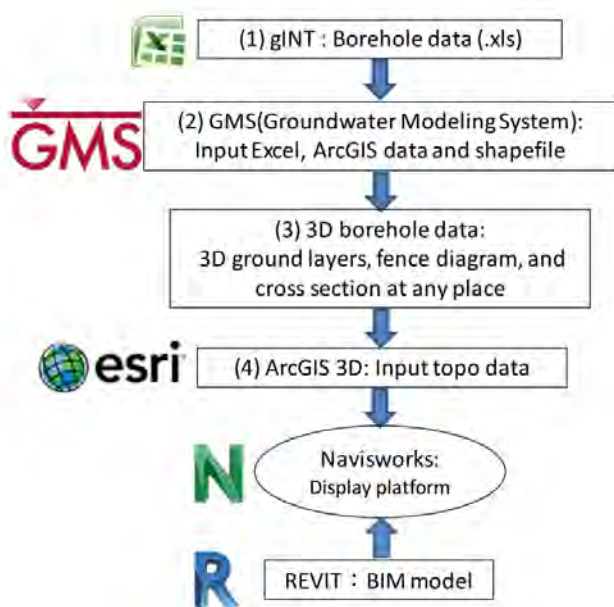 (1) gINT : Borehole data (.xls)
GMS
(2) GMS(Groundwater Modeling System):
Input Excel, ArcGIS data and shapefile
(3) 3D borehole data:
3D ground layers, fence diagram, and
cross section at any place
esri
(4) ArcGIS 3D: Input topo data
N
Navisworks:
Display platform
R
REVIT：BIM model